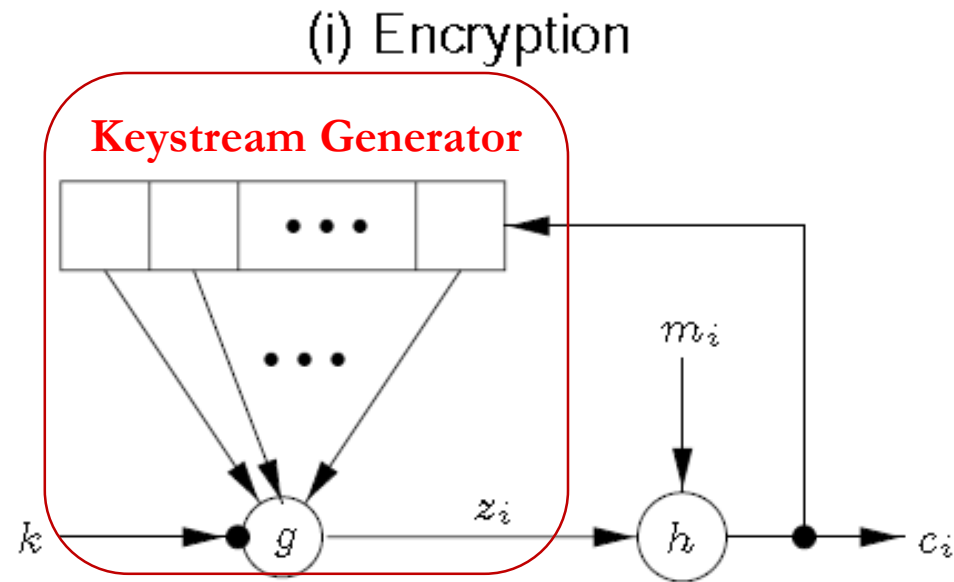 (i) Encryption
Keystream Generator
• • •
m_i
• • •
z_i
k
g
h
c_i